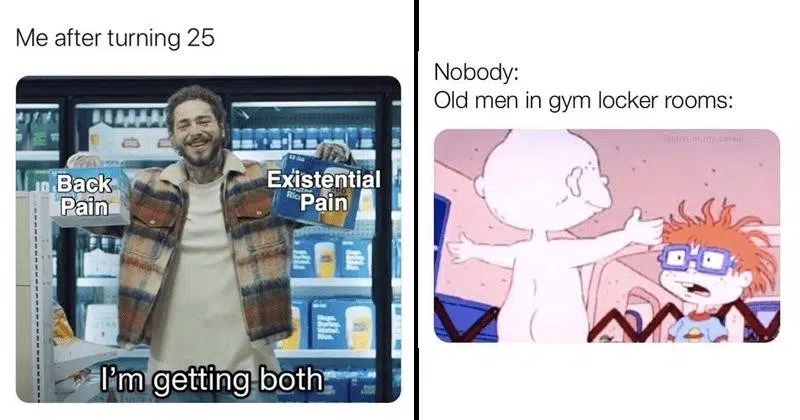 Me after turning 25
Back
Pain
Existential
Pain
I'm getting both
Nobody:
Old men in gym locker rooms: